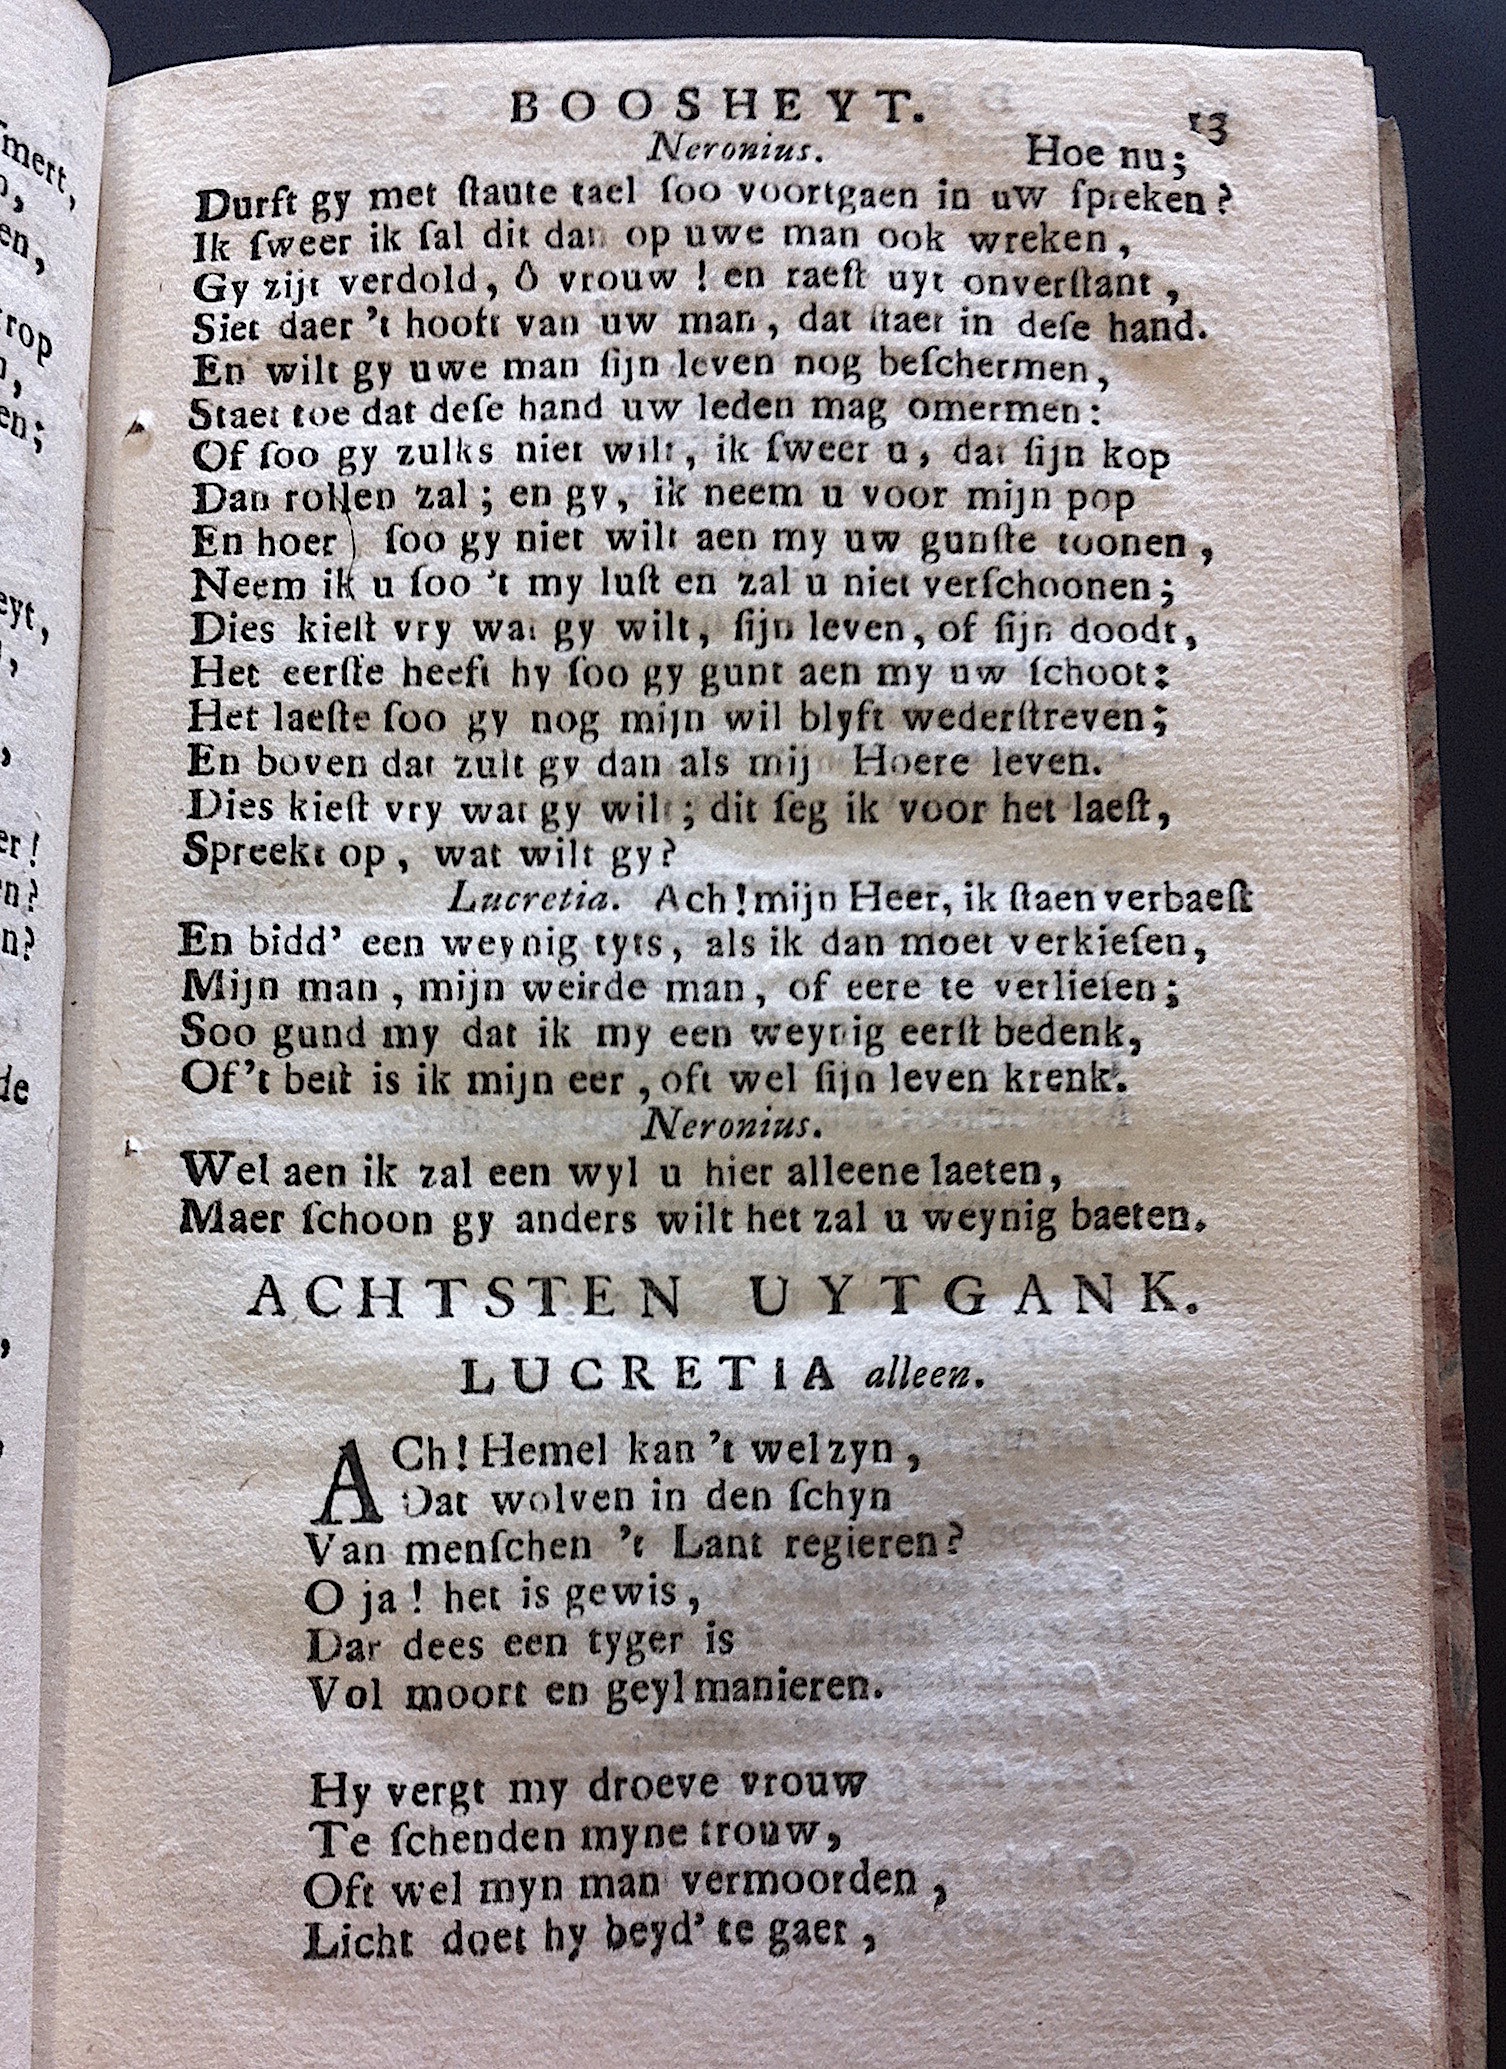 BOOSHEYT. 13
Neronius. Hoe nu;
Durft gy met ſtaute tael ſoo voortgaen in uw ſpreken?
Ik ſweer ik ſal dit dan op uwe man ook wreken,
Gy zijt verdold, ô vrouw! en raeſt uyt onverſtant,
Siet daer 't hooft van uw man, dat ſtaet in deſe hand.
En wilt gy uwe man ſijn leven nog beſchermen,
Staet toe dat deſe hand uw leden mag omermen:
Of ſoo gy zulks niet wilt, ik ſweer u, dat ſijn kop
Dan rollen zal; en gy, ik neem u voor mijn pop
En hoer) ſoo gy niet wilt aen my uw gunſte toonen,
Neem ik u ſoo 't my luſt en zal u niet verſchoonen;
Dies kieſt vry wat gy wilt, ſijn leven, of ſijn doodt,
Het eerſte heeft hy ſoo gy gunt aen my uw ſchoot:
Het laeſte ſoo gy nog mijn wil blyft wederſtreven;
En boven dat zult gy dan als mij Hoere leven.
Dies kieſt vry wat gy wilt; dit ſeg ik voor het laeſt,
Spreekt op, wat wilt gy?
Lucretia. Ach! mijn Heer, ik ſtaen verbaeſt
En bidd' een weynig tyts, als ik dan moet verkieſen,
Mijn man, mijn weirde man, of eere te verlieſen;
Soo gund my dat ik my een weynig eerſt bedenk,
Of't beſt is ik mijn eer, oft wel ſijn leven krenk.
Neronius.
Wel aen ik zal een wyl u hier alleene laeten,
Maer ſchoon gy anders wilt het zal u weynig baeten.
ACHTSTEN UYTGANK.
LUCRETIA alleen.
ACh! Hemel kan 't wel zyn,
Dat wolven in den ſchyn
Van menſchen 't Lant regieren?
O ja! het is gewis,
Dat dees een tyger is
Vol moort en geyl manieren.
Hy vergt my droeve vrouw
Te ſchenden myne trouw,
Oft wel myn man vermoorden,
Licht doet hy beyd' te gaer,